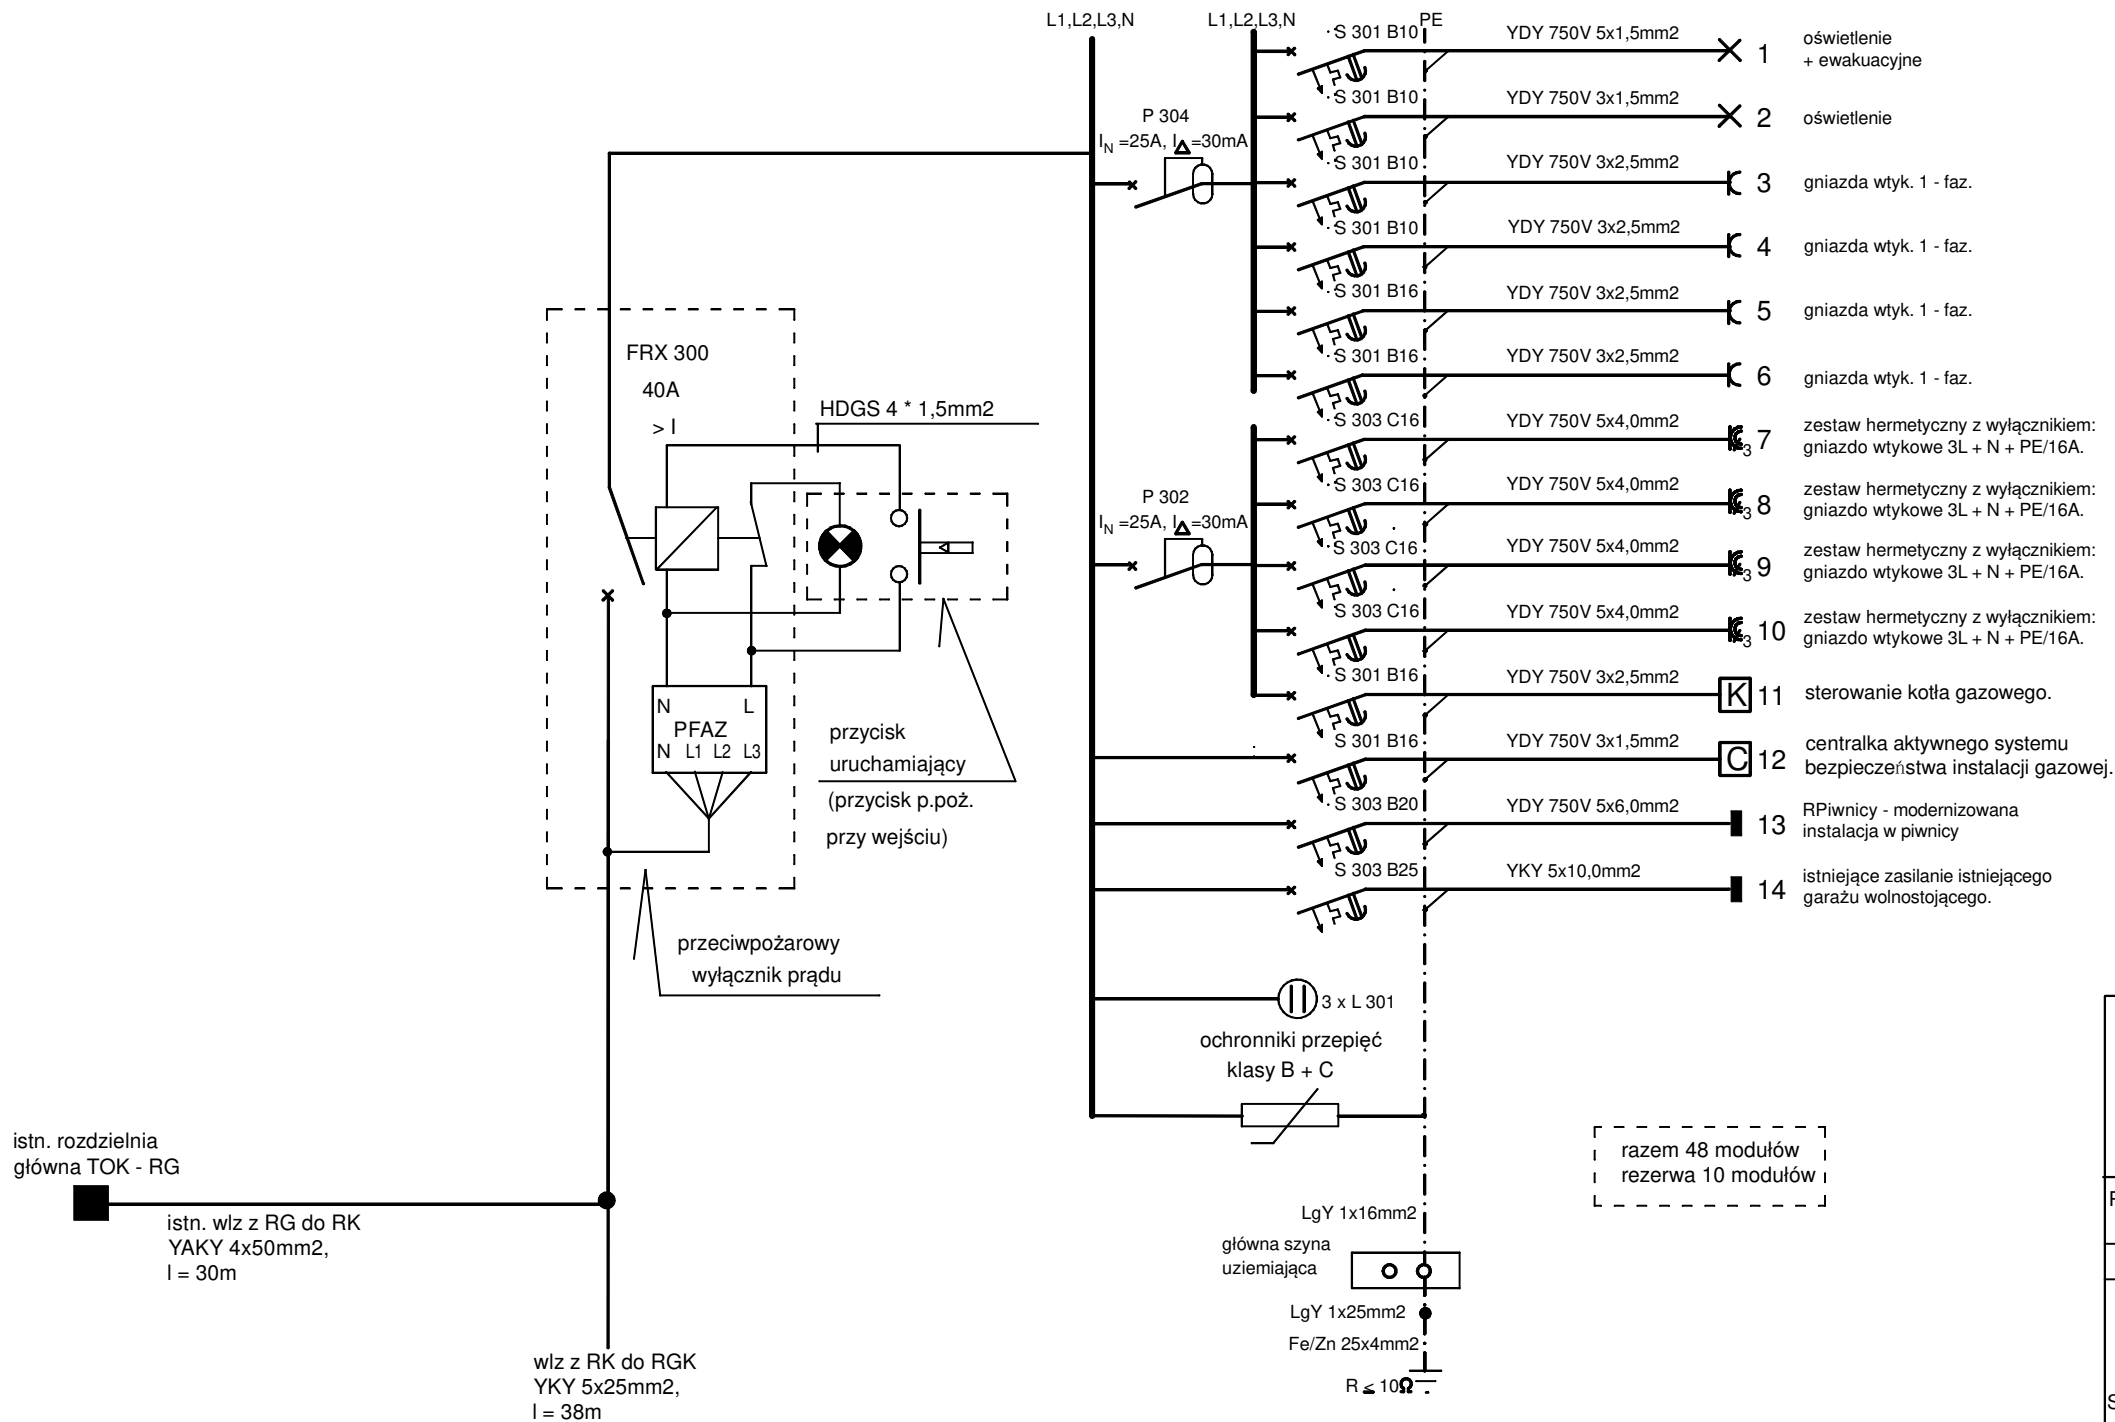 L1,L2,L3,N
L1,L2,L3,N
PE
S 301 B10
YDY 750V 5x1,5mm2
1
oświetlenie
+ ewakuacyjne
S 301 B10
YDY 750V 3x1,5mm2
2
oświetlenie
P 304
I N =25A, I Δ =30mA
S 301 B10
YDY 750V 3x2,5mm2
3
gniazda wtyk. 1 - faz.
S 301 B10
YDY 750V 3x2,5mm2
4
gniazda wtyk. 1 - faz.
S 301 B16
YDY 750V 3x2,5mm2
5
gniazda wtyk. 1 - faz.
S 301 B16
YDY 750V 3x2,5mm2
6
gniazda wtyk. 1 - faz.
S 303 C16
YDY 750V 5x4,0mm2
3
7
zestaw hermetyczny z wyłącznikiem:
gniazdo wtykowe 3L + N + PE/16A.
S 303 C16
YDY 750V 5x4,0mm2
3
8
zestaw hermetyczny z wyłącznikiem:
gniazdo wtykowe 3L + N + PE/16A.
P 302
I N =25A, I Δ =30mA
S 303 C16
YDY 750V 5x4,0mm2
3
9
zestaw hermetyczny z wyłącznikiem:
gniazdo wtykowe 3L + N + PE/16A.
S 303 C16
YDY 750V 5x4,0mm2
3
10
zestaw hermetyczny z wyłącznikiem:
gniazdo wtykowe 3L + N + PE/16A.
S 301 B16
YDY 750V 3x2,5mm2
K
11
sterowanie kotła gazowego.
S 301 B16
YDY 750V 3x1,5mm2
C
12
centralka aktywnego systemu
bezpieczeństwa instalacji gazowej.
S 303 B20
YDY 750V 5x6,0mm2
13
RPiwnicy - modernizowana
instalacja w piwnicy
S 303 B25
YKY 5x10,0mm2
14
istniejące zasilanie istniejącego
garażu wolnostojącego.
FRX 300
40A
> I
HDGS 4 * 1,5mm2
N L
PFAZ
N L1 L2 L3
przycisk
uruchamiający
(przycisk p.poż.
przy wejściu)
przeciwpożarowy
wyłącznik prądu
3 x L 301
ochronniki przepięć
klasy B + C
razem 48 modułów
rezerwa 10 modułów
istn. rozdzielnia
główna TOK - RG
istn. wlz z RG do RK
YAKY 4x50mm2,
l = 30m
wlz z RK do RGK
YKY 5x25mm2,
l = 38m
LgY 1x16mm2
główna szyna
uziemiająca
LgY 1x25mm2
Fe/Zn 25x4mm2
R ≤ 10Ω